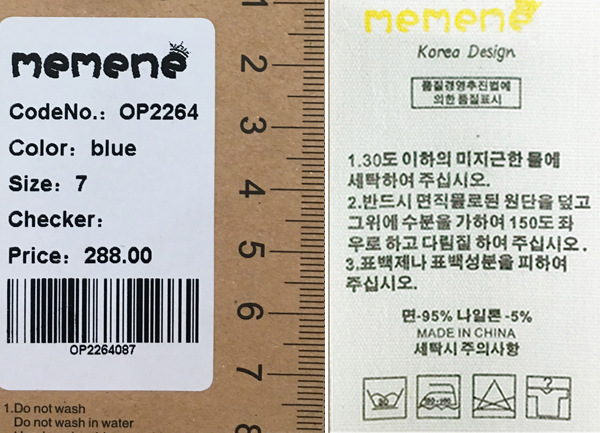 memene
CodeNo.: OP2264
Color: blue
Size: 7
Checker:
Price: 288.00
OP2264087
1.Do not wash
Do not wash in water
1
2
3
4
5
6
7
8
memene
Korea Design
품질경영추진법에
의한 품질표시
1.30도 이하의 미지근한 물에
세탁하여 주십시오.
2.반드시 면직물로된 원단을 덮고
그위에 수분을 가하여 150도 좌
우로 하고 다림질 하여 주십시오.
3.표백제나 표백성분을 피하여
주십시오.
면-95% 나일론 -5%
MADE IN CHINA
세탁시 주의사항